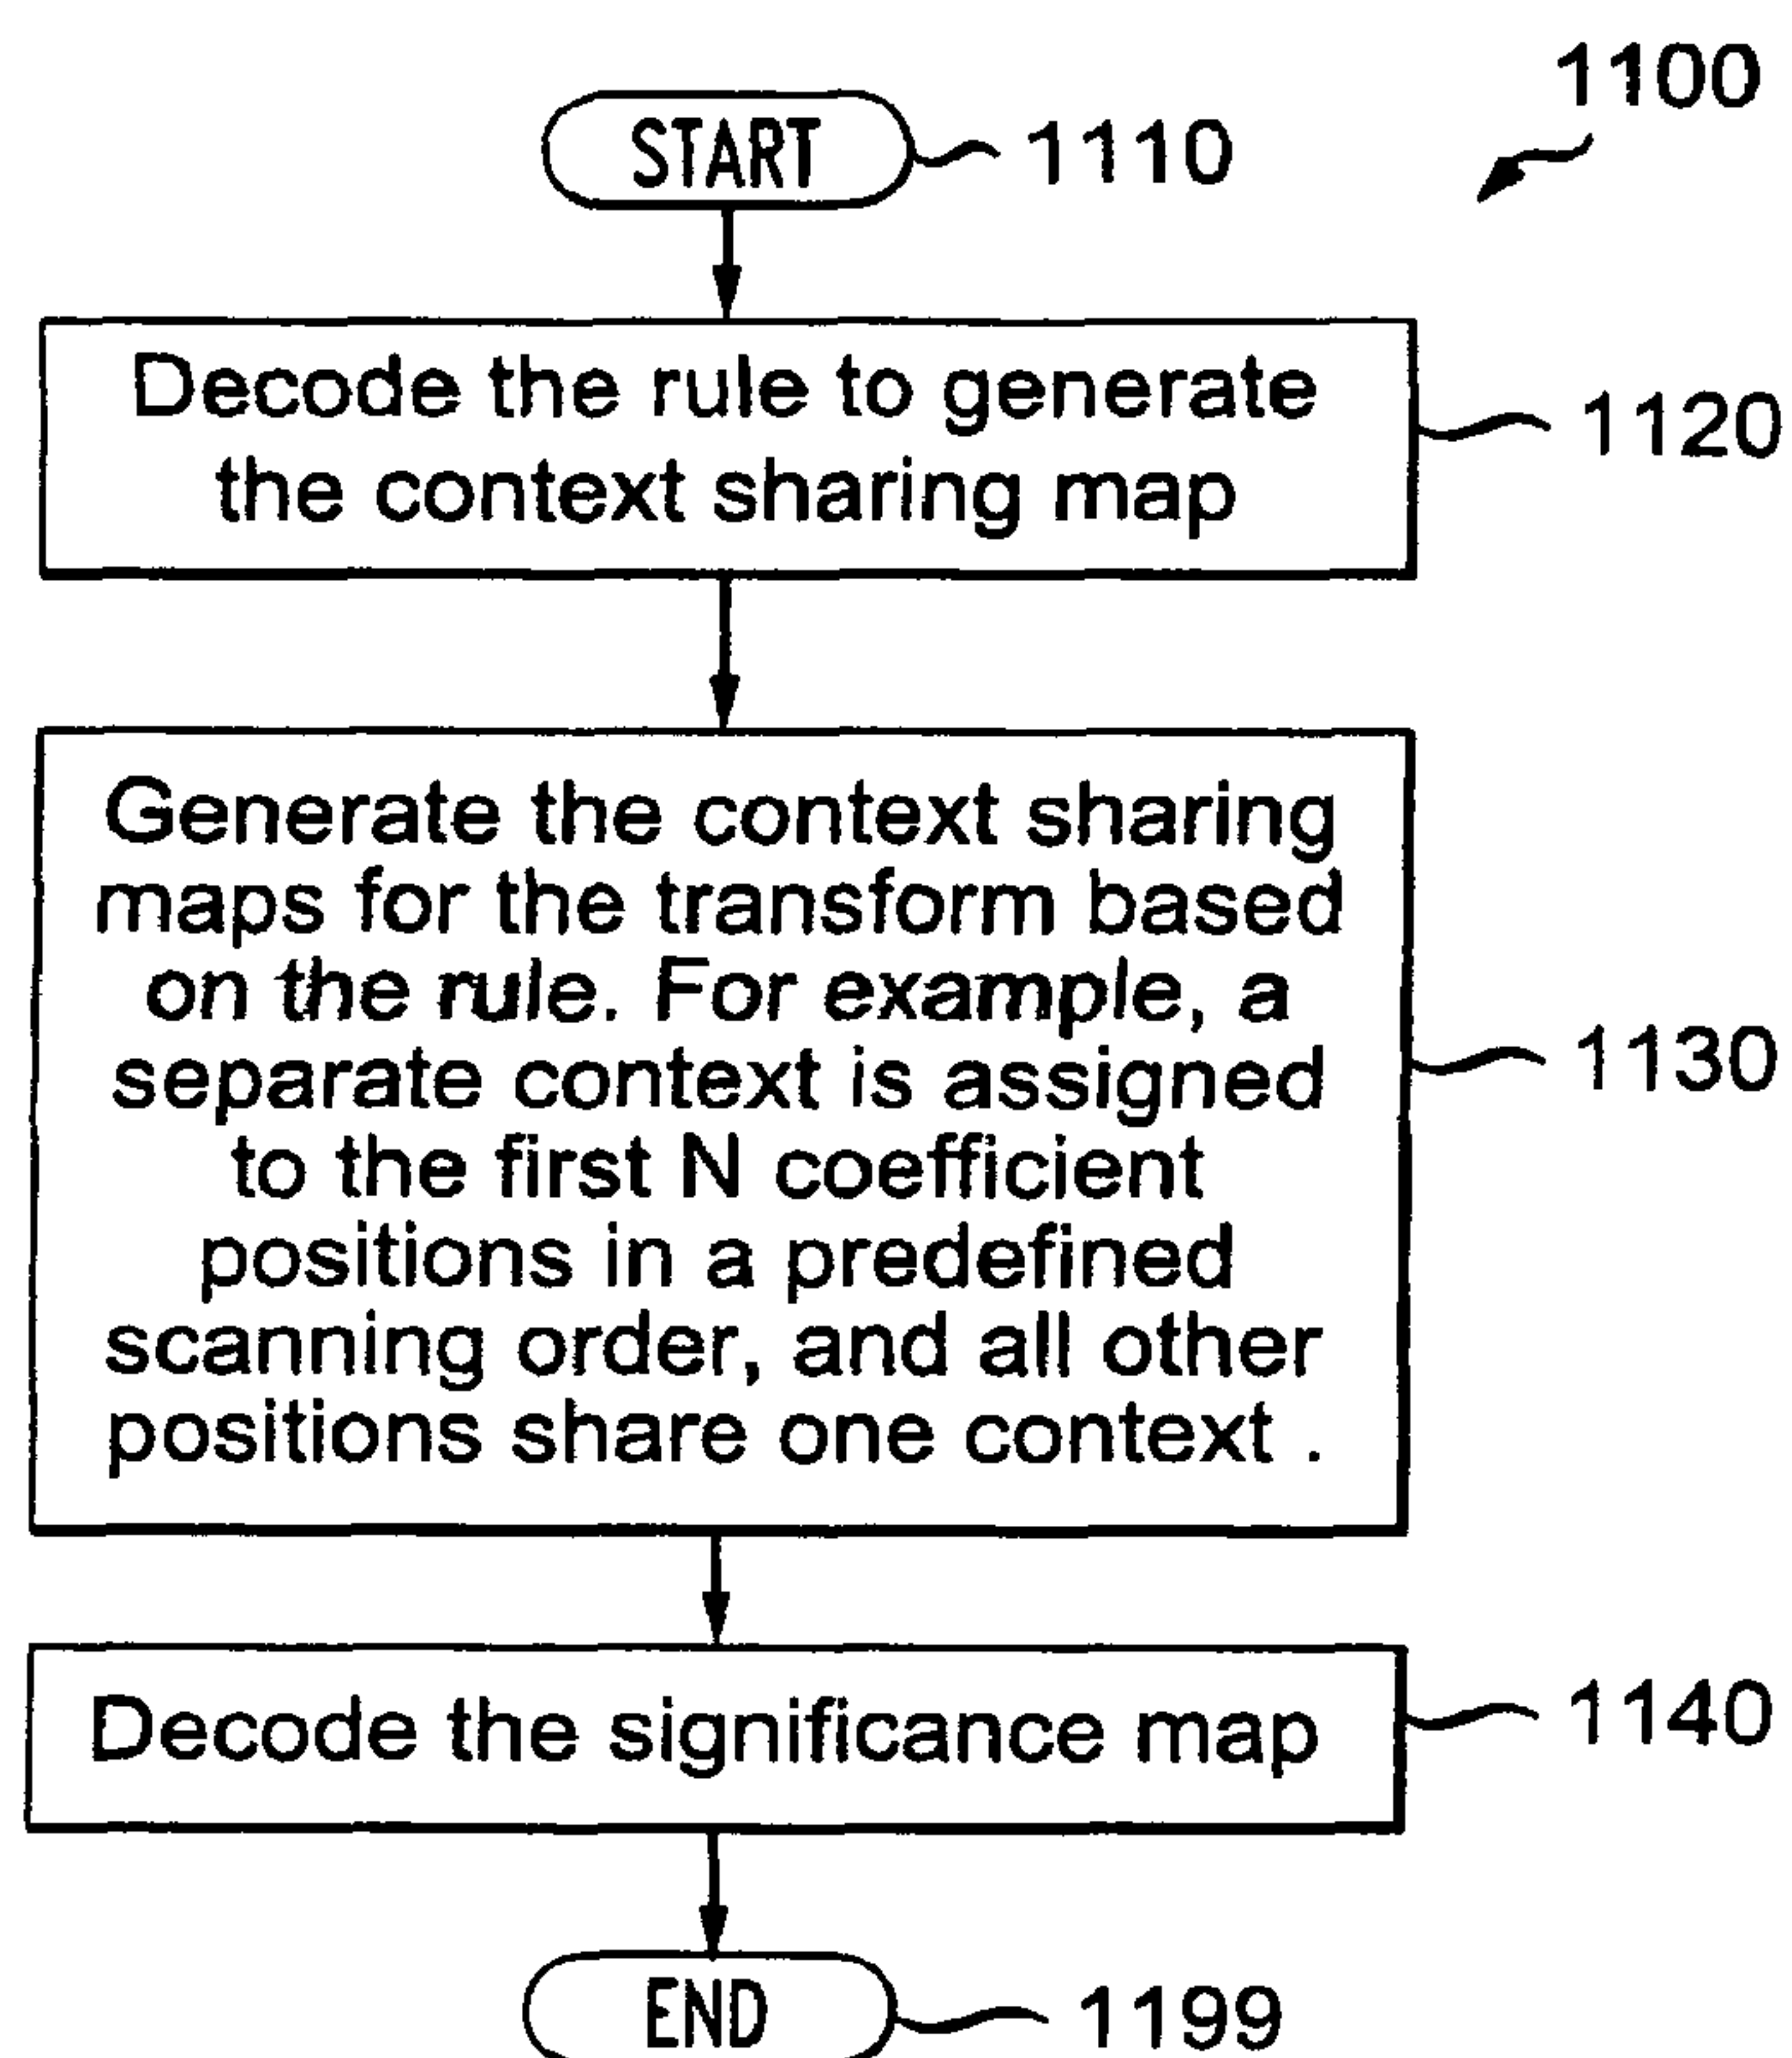 1100
START
1110
Decode the rule to generate
the context sharing map
1120
Generate the context sharing
maps for the transform based
on the rule. For example, a
separate context is assigned
to the first N coefficient
positions in a predefined
scanning order, and all other
positions share one context .
1130
Decode the significance map
1140
END
1199